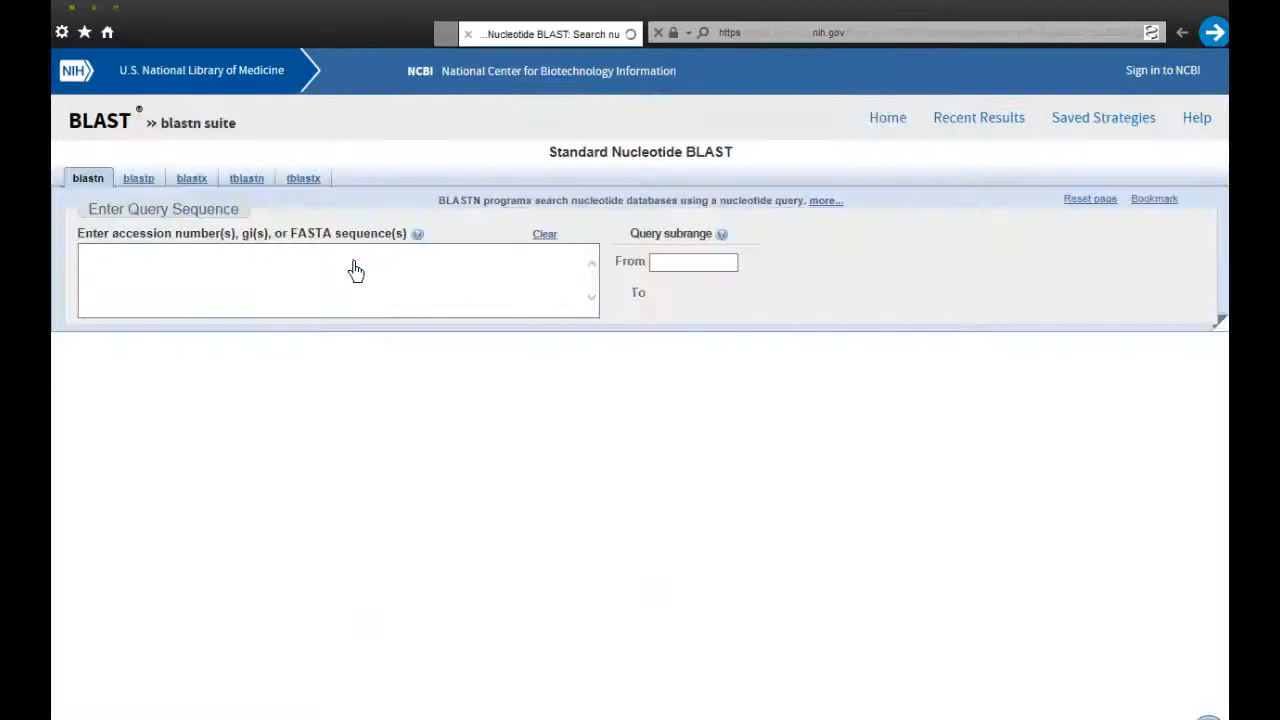 ...Nucleotide BLAST: Search nu
https nih.gov
NIH U.S. National Library of Medicine NCBI National Center for Biotechnology Information Sign in to NCBI
BLAST ® » blastn suite Home Recent Results Saved Strategies Help
Standard Nucleotide BLAST
blastn blastp blastx tblastn tblastx
Enter Query Sequence BLASTN programs search nucleotide databases using a nucleotide query. more... Reset page Bookmark
Enter accession number(s), gi(s), or FASTA sequence(s) Clear Query subrange
From
To